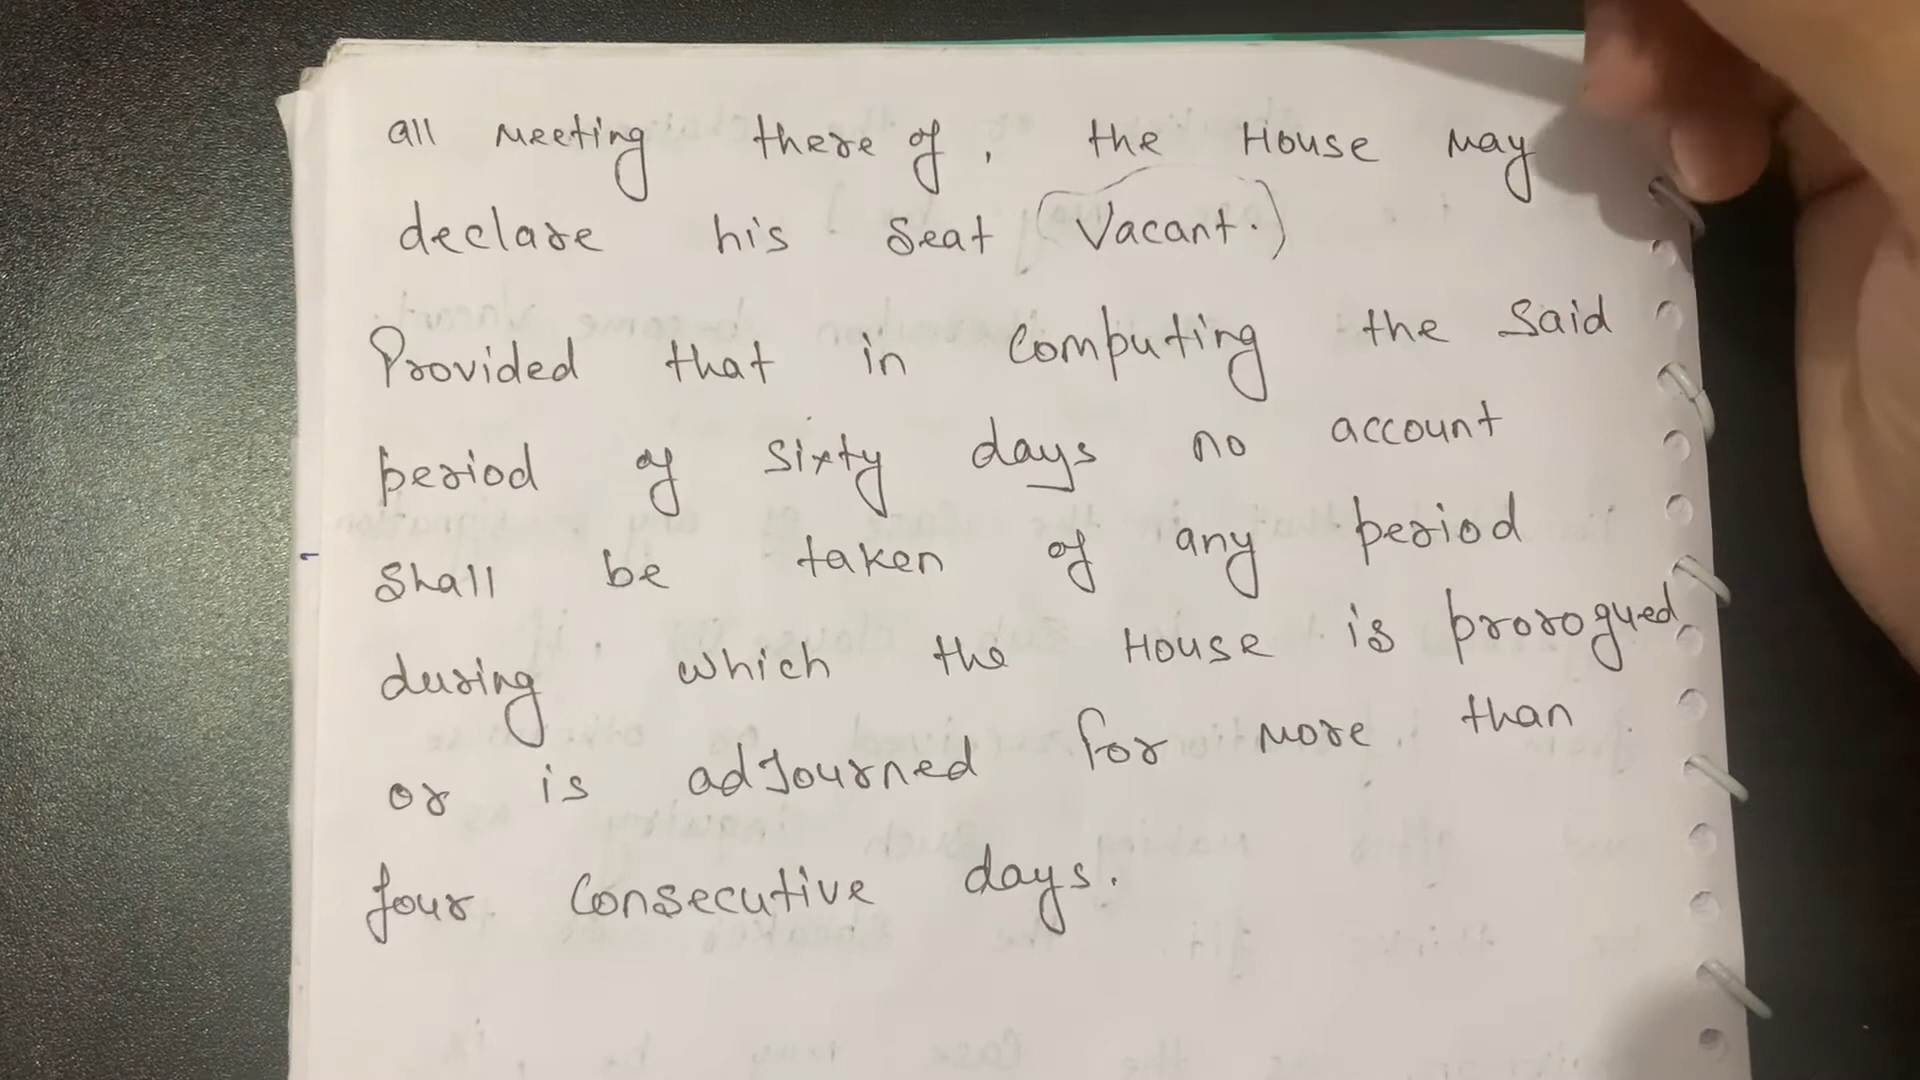 all meeting there of, the House may
declare his seat (Vacant.)
Provided that in computing the said
period of sixty days no account
shall be taken of any period
during which the House is prorogued
or is adJourned for more than
four consecutive days.